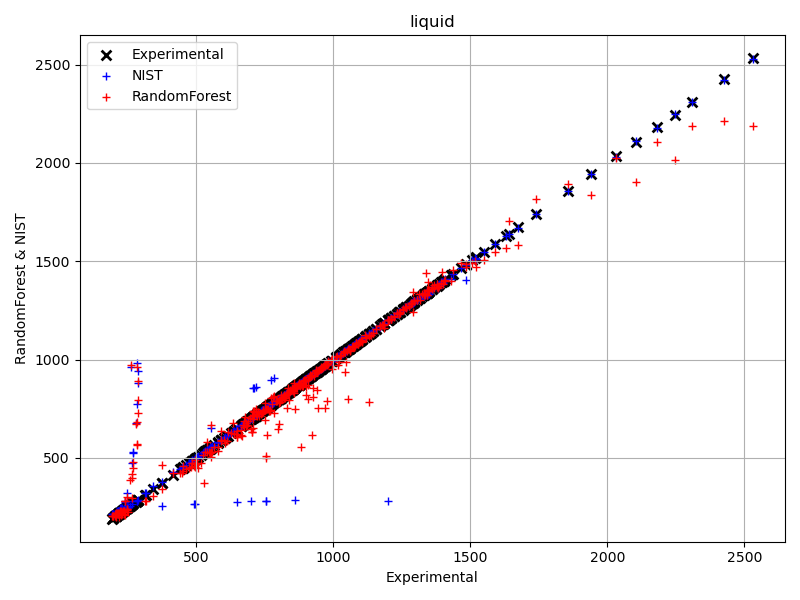 liquid
Experimental
NIST
RandomForest
RandomForest & NIST
2500
2000
1500
1000
500
500 1000 1500 2000 2500
Experimental